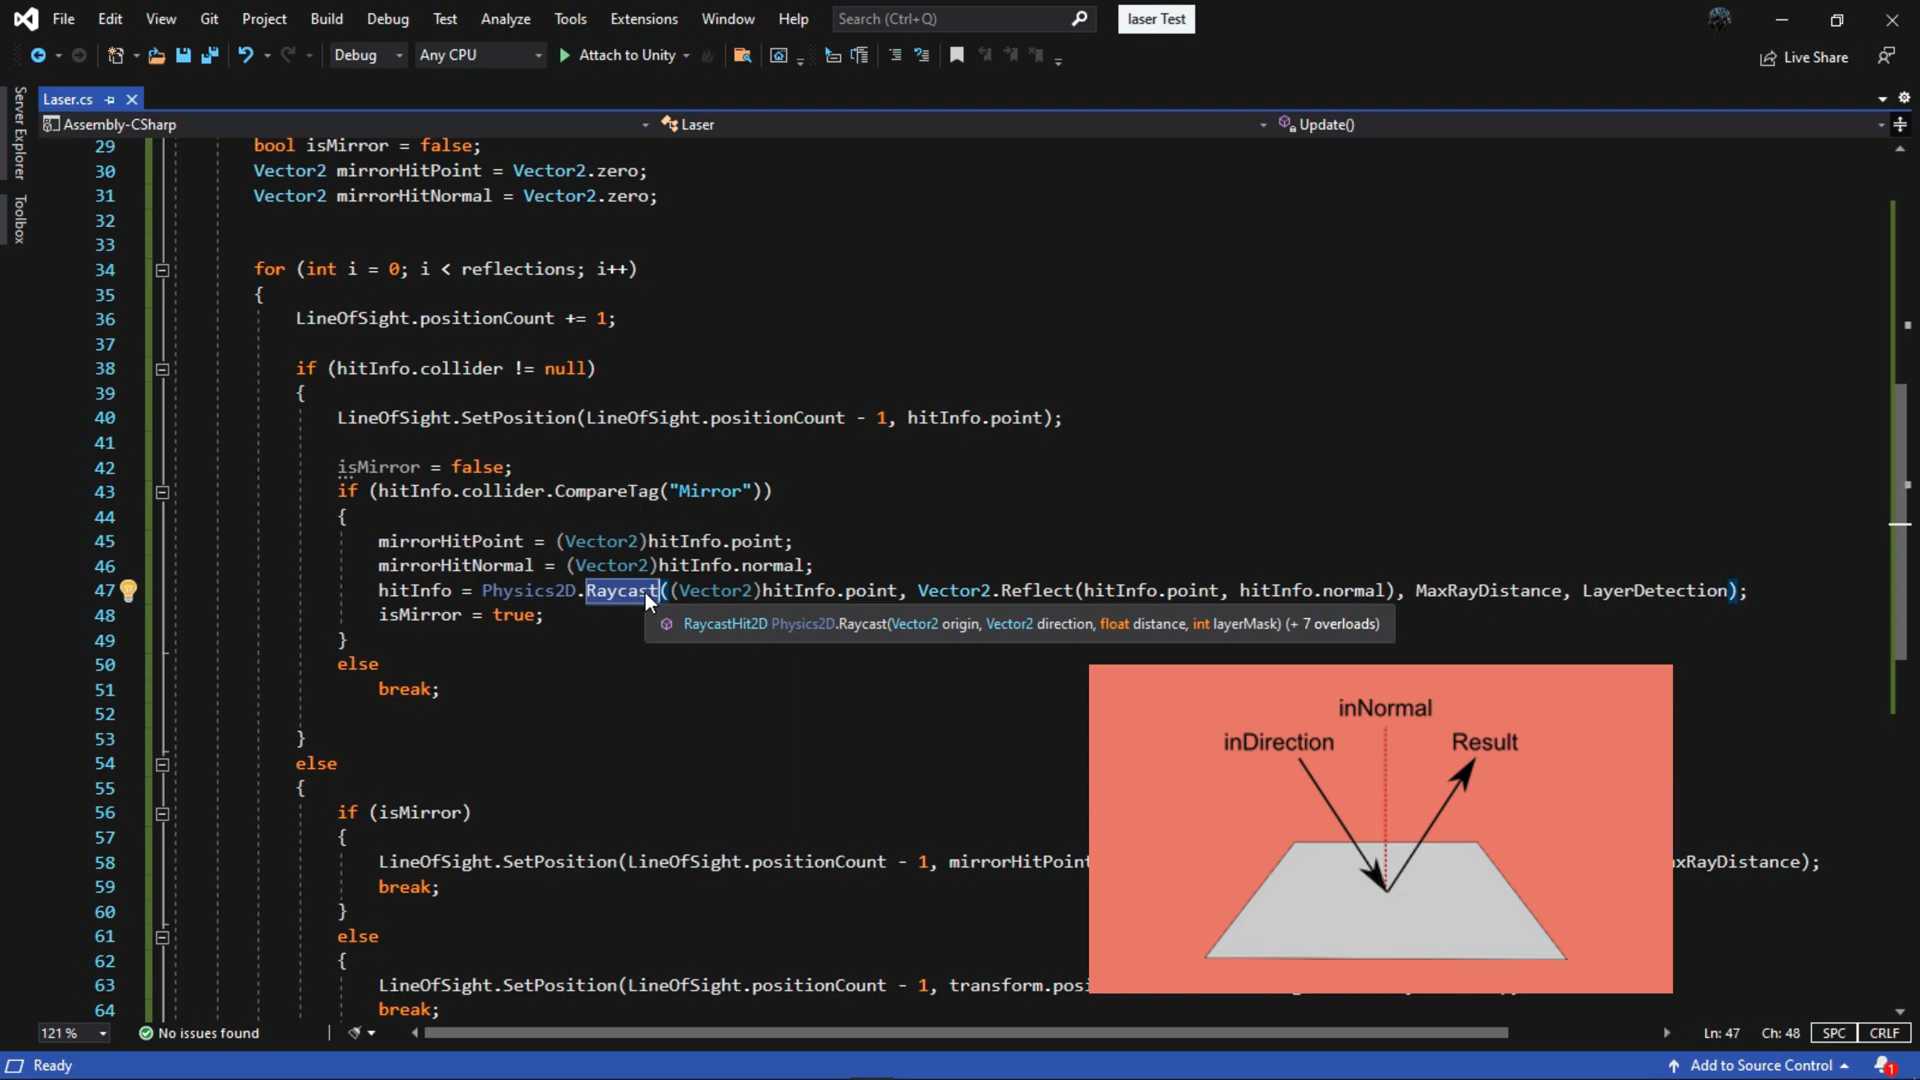 File Edit View Git Project Build Debug Test Analyze Tools Extensions Window Help Search (Ctrl+Q) laser Test
Debug Any CPU Attach to Unity Live Share
Server Explorer
Toolbox
Laser.cs
Assembly-CSharp Laser Update()
29 bool isMirror = false;
30 Vector2 mirrorHitPoint = Vector2.zero;
31 Vector2 mirrorHitNormal = Vector2.zero;
32
33
34 for (int i = 0; i < reflections; i++)
35 {
36 LineOfSight.positionCount += 1;
37
38 if (hitInfo.collider != null)
39 {
40 LineOfSight.SetPosition(LineOfSight.positionCount - 1, hitInfo.point);
41
42 isMirror = false;
43 if (hitInfo.collider.CompareTag("Mirror"))
44 {
45 mirrorHitPoint = (Vector2)hitInfo.point;
46 mirrorHitNormal = (Vector2)hitInfo.normal;
47 hitInfo = Physics2D.Raycast((Vector2)hitInfo.point, Vector2.Reflect(hitInfo.point, hitInfo.normal), MaxRayDistance, LayerDetection);
48 isMirror = true;
RaycastHit2D Physics2D.Raycast(Vector2 origin, Vector2 direction, float distance, int layerMask) (+ 7 overloads)
49 }
50 else
51 break;
52
53 }
54 else
55 {
56 if (isMirror)
57 {
58 LineOfSight.SetPosition(LineOfSight.positionCount - 1, mirrorHitPoint xRayDistance);
59 break;
60 }
61 else
62 {
63 LineOfSight.SetPosition(LineOfSight.positionCount - 1, transform.posi
64 break;
inNormal
inDirection Result
121 % No issues found Ln: 47 Ch: 48 SPC CRLF
Ready Add to Source Control 1